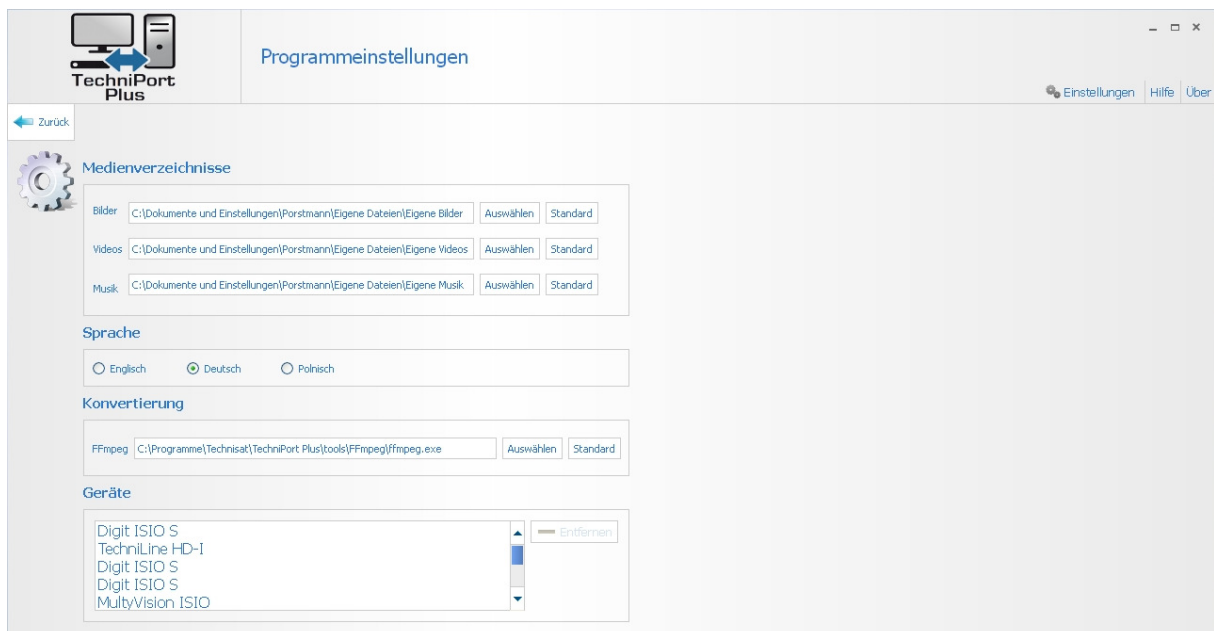 TechniPort
Plus
Programmeinstellungen
Einstellungen Hilfe Über
Zurück
Medienverzeichnisse
Bilder C:\Dokumente und Einstellungen\Porstmann\Eigene Dateien\Eigene Bilder Auswählen Standard
Videos C:\Dokumente und Einstellungen\Porstmann\Eigene Dateien\Eigene Videos Auswählen Standard
Musik C:\Dokumente und Einstellungen\Porstmann\Eigene Dateien\Eigene Musik Auswählen Standard
Sprache
Englisch Deutsch Polnisch
Konvertierung
FFmpeg C:\Programme\Technisat\TechniPort Plus\tools\FFmpeg\ffmpeg.exe Auswählen Standard
Geräte
Digit ISIO S Entfernen
TechniLine HD-I
Digit ISIO S
Digit ISIO S
MultyVision ISIO